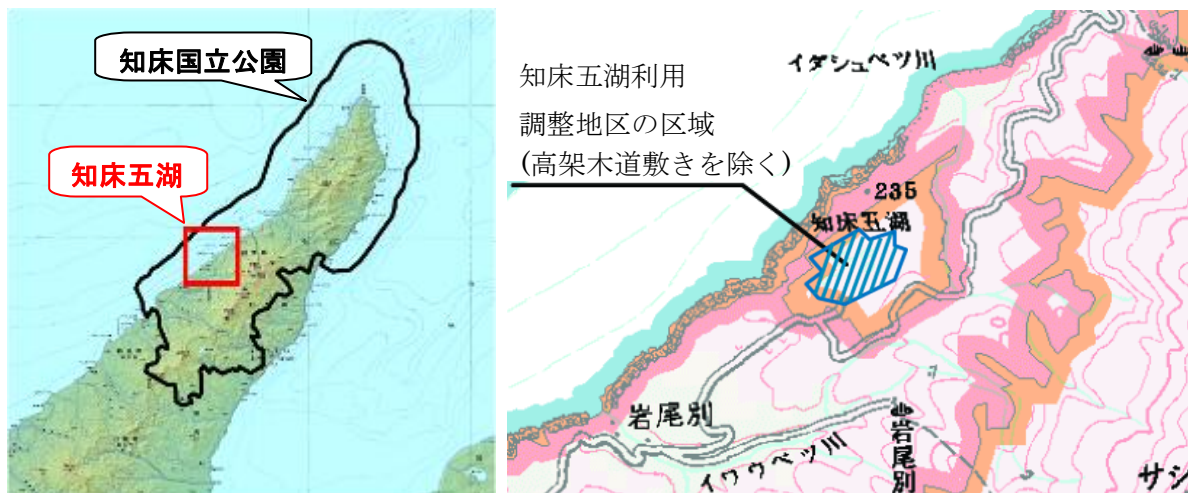 知床国立公園
知床五湖
知床五湖利用
調整地区の区域
(高架木道敷きを除く)
イダシュベツ川
235
知床五湖
岩尾別
イワウベツ川
岩尾別
サシ